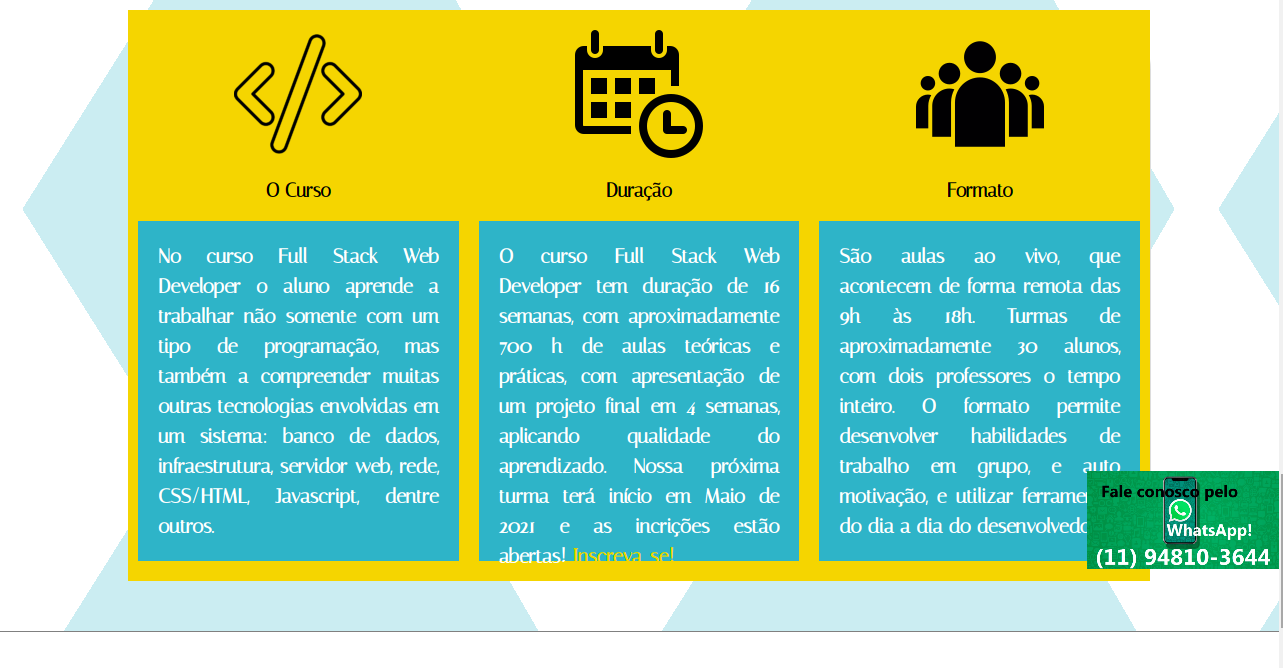 O Curso
No curso Full Stack Web
Developer o aluno aprende a
trabalhar não somente com um
tipo de programação, mas
também a compreender muitas
outras tecnologias envolvidas em
um sistema: banco de dados,
infraestrutura, servidor web, rede,
CSS/HTML, Javascript, dentre
outros.
Duração
O curso Full Stack Web
Developer tem duração de 16
semanas, com aproximadamente
700 h de aulas teóricas e
práticas, com apresentação de
um projeto final em 4 semanas,
aplicando qualidade do
aprendizado. Nossa próxima
turma terá início em Maio de
2021 e as incrições estão
abertas! Inscreva_se!
Formato
São aulas ao vivo, que
acontecem de forma remota das
9h às 18h. Turmas de
aproximadamente 30 alunos,
com dois professores o tempo
inteiro. O formato permite
desenvolver habilidades de
trabalho em grupo, e auto
motivação, e utilizar
do dia a dia do
Fale conosco pelo
WhatsApp!
(11) 94810-3644